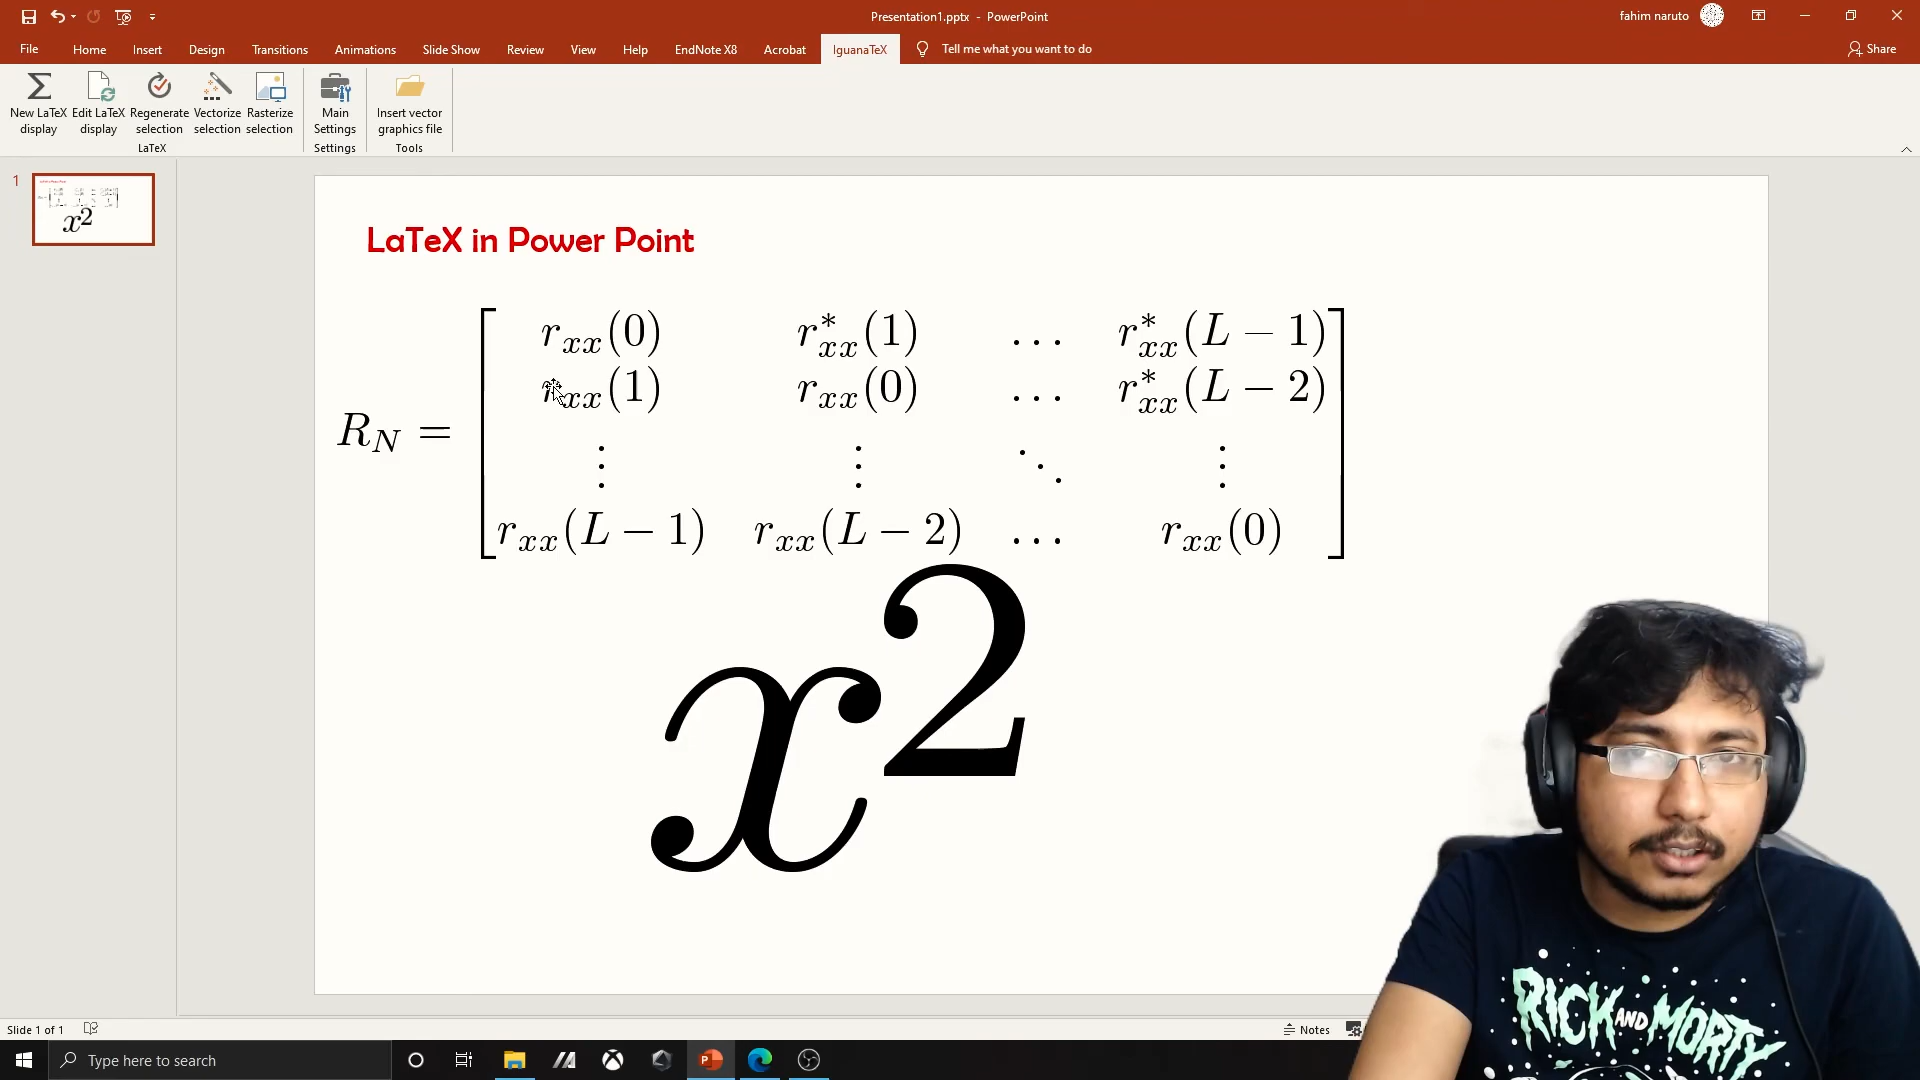 Presentation1.pptx - PowerPoint
fahim naruto
File Home Insert Design Transitions Animations Slide Show Review View Help EndNote X8 Acrobat IguanaTeX Tell me what you want to do Share
New LaTeX display
Edit LaTeX display
Regenerate selection
Vectorize selection
Rasterize selection
Main Settings
Insert vector graphics file
LaTeX Settings Tools
1
LaTeX in Power Point
r_xx(0) r*_xx(1) … r*_xx(L − 1)
r_xx(1) r_xx(0) … r*_xx(L − 2)
R_N =
⋮ ⋮ ⋱ ⋮
r_xx(L − 1) r_xx(L − 2) … r_xx(0)
x²
RICK AND MORTY
Slide 1 of 1
Notes
Type here to search